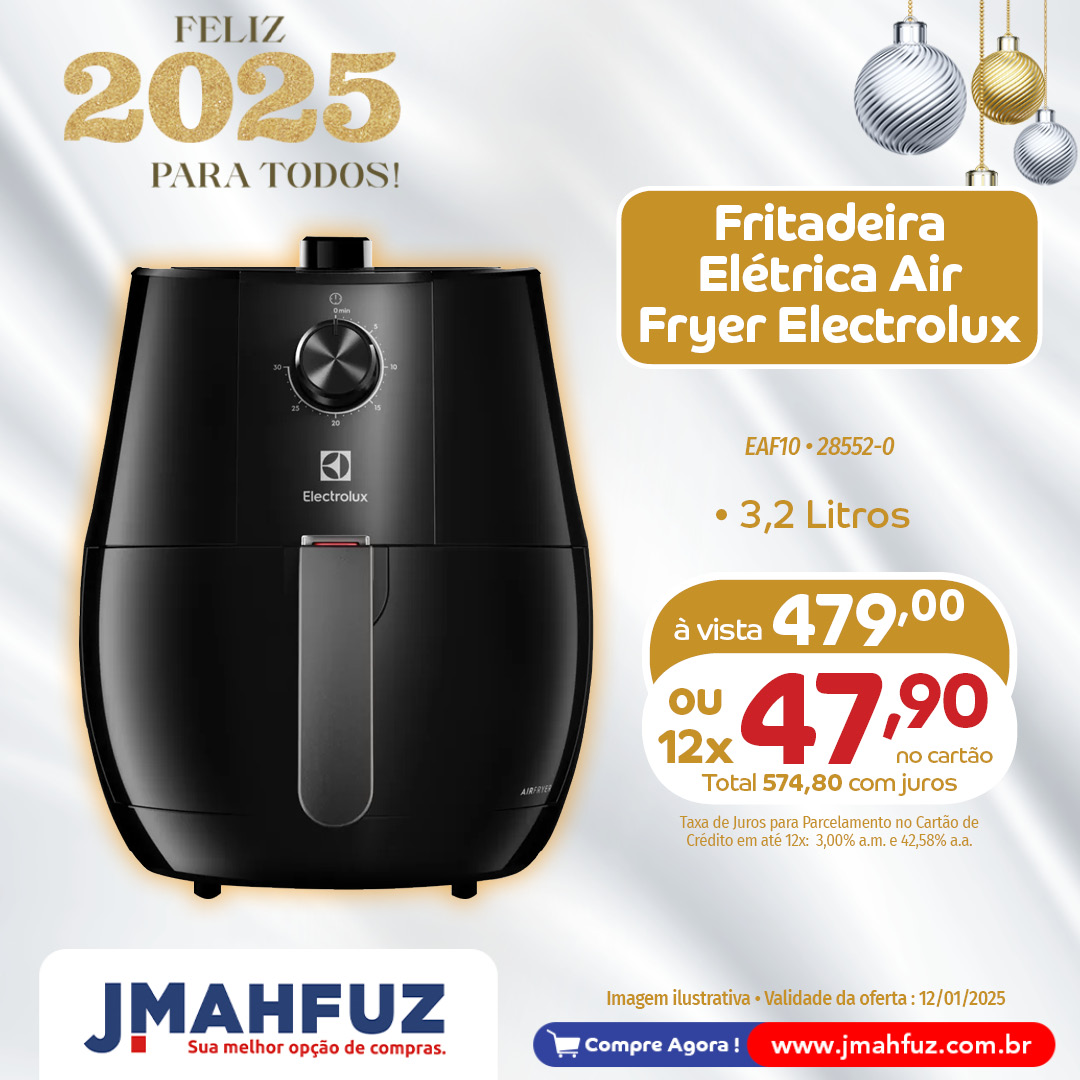 FELIZ
2025
PARA TODOS!
Fritadeira
Elétrica Air
Fryer Electrolux
EAF10 • 28552-0
• 3,2 Litros
à vista 479,00
ou
12x 47,90
no cartão
Total 574,80 com juros
Taxa de Juros para Parcelamento no Cartão de
Crédito em até 12x: 3,00% a.m. e 42,58% a.a.
0 min
5
10
15
20
25
30
Electrolux
AIRFRYER
JMAHFUZ
Sua melhor opção de compras.
Imagem ilustrativa • Validade da oferta : 12/01/2025
Compre Agora ! www.jmahfuz.com.br